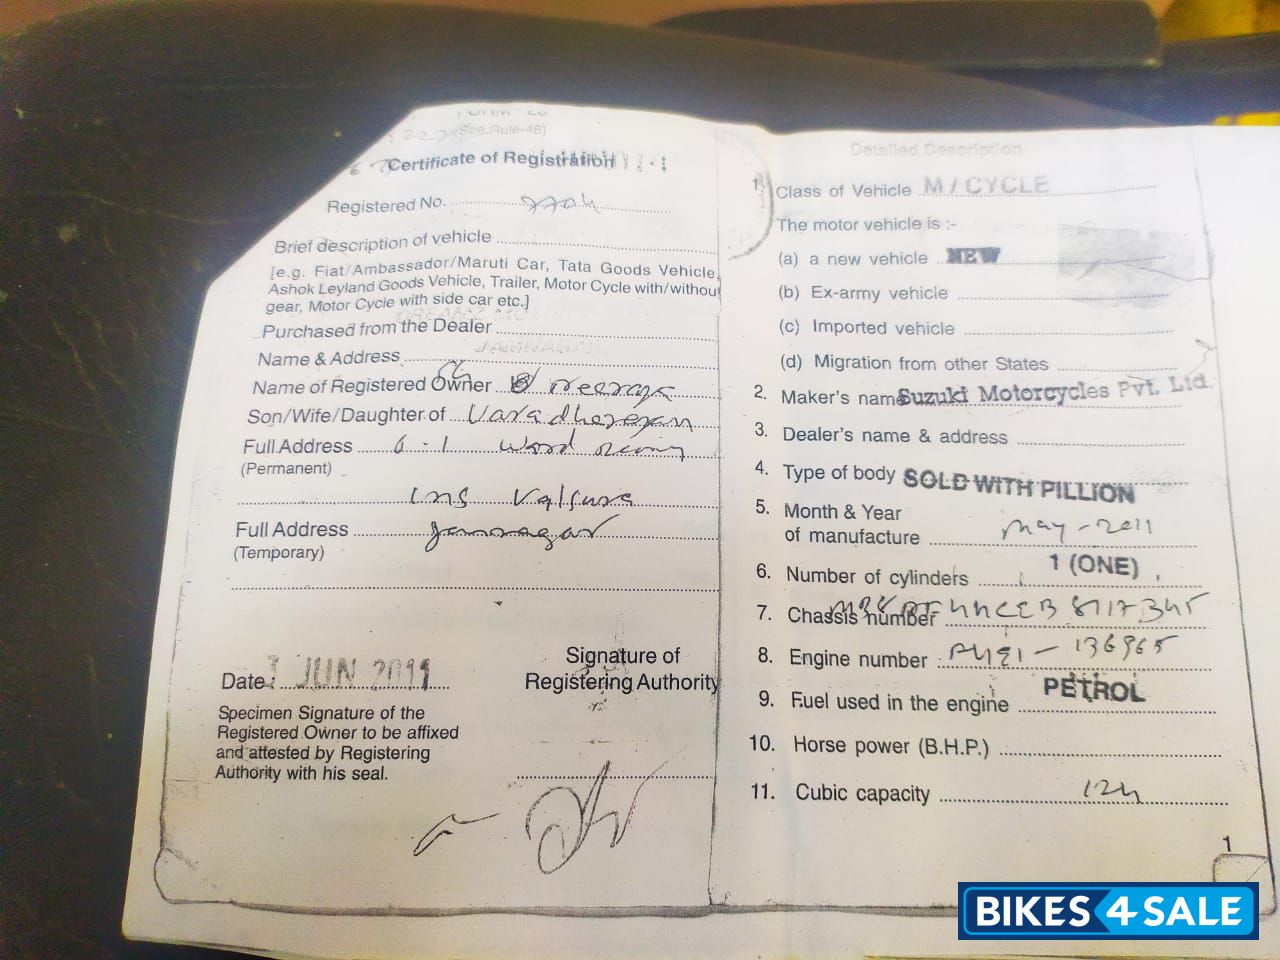 (See Rule-48)
Certificate of Registration
Registered No.
Brief description of vehicle
[e.g. Fiat/Ambassador/Maruti Car, Tata Goods Vehicle,
Ashok Leyland Goods Vehicle, Trailer, Motor Cycle with/without
gear, Motor Cycle with side car etc.]
Purchased from the Dealer
Name & Address
Name of Registered Owner
Son/Wife/Daughter of
Full Address
(Permanent)
Ins Valsura
Full Address Jamnagar
(Temporary)
Date: JUN 2011
Signature of
Registering Authority
Specimen Signature of the
Registered Owner to be affixed
and attested by Registering
Authority with his seal.
Detailed Description
1. Class of Vehicle M / CYCLE
The motor vehicle is :-
(a) a new vehicle NEW
(b) Ex-army vehicle
(c) Imported vehicle
(d) Migration from other States
2. Maker's name Suzuki Motorcycles Pvt. Ltd.
3. Dealer's name & address
4. Type of body SOLD WITH PILLION
5. Month & Year
of manufacture may-2011
6. Number of cylinders 1 (ONE)
7. Chassis number
8. Engine number
9. Fuel used in the engine PETROL
10. Horse power (B.H.P.)
11. Cubic capacity 124
1
BIKES4SALE